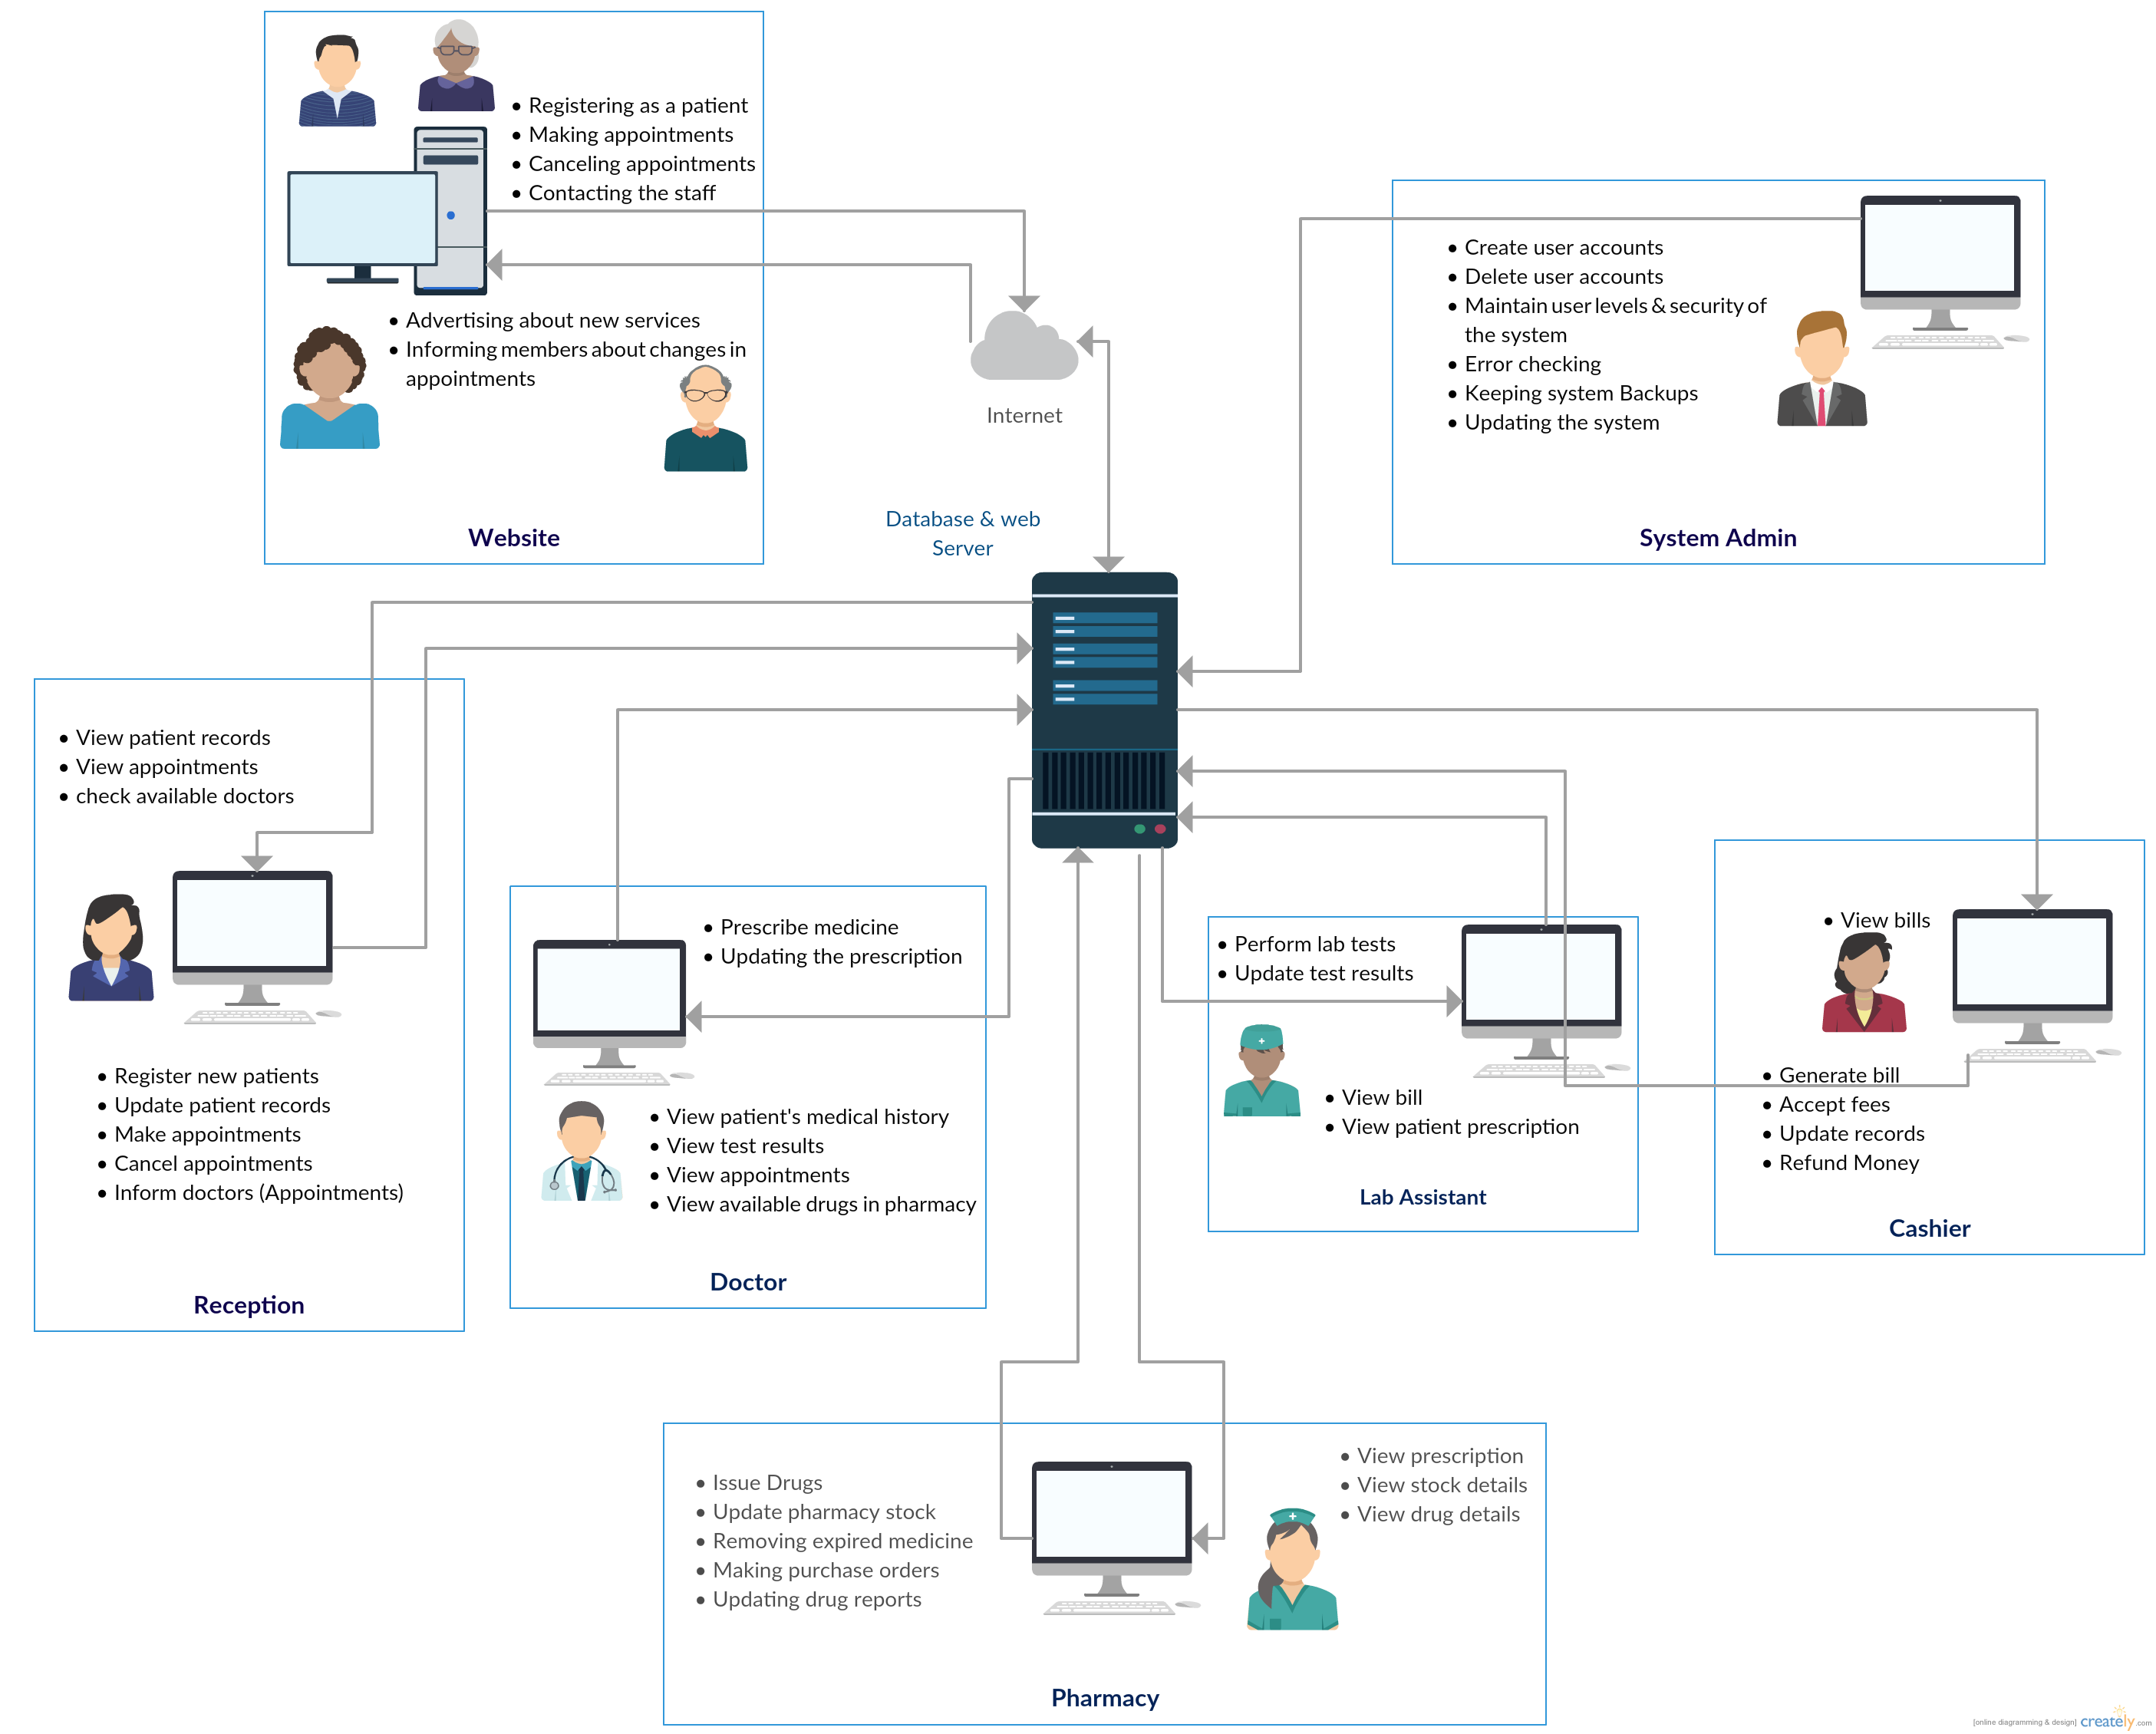 • Registering as a patient
• Making appointments
• Canceling appointments
• Contacting the staff
• Advertising about new services
• Informing members about changes in
appointments
Website
Internet
• Create user accounts
• Delete user accounts
• Maintain user levels & security of
the system
• Error checking
• Keeping system Backups
• Updating the system
System Admin
Database & web
Server
• View patient records
• View appointments
• check available doctors
• Register new patients
• Update patient records
• Make appointments
• Cancel appointments
• Inform doctors (Appointments)
Reception
• Prescribe medicine
• Updating the prescription
• View patient's medical history
• View test results
• View appointments
• View available drugs in pharmacy
Doctor
• Perform lab tests
• Update test results
• View bill
• View patient prescription
Lab Assistant
• View bills
• Generate bill
• Accept fees
• Update records
• Refund Money
Cashier
• Issue Drugs
• Update pharmacy stock
• Removing expired medicine
• Making purchase orders
• Updating drug reports
• View prescription
• View stock details
• View drug details
Pharmacy
[online diagramming & design] creately.com